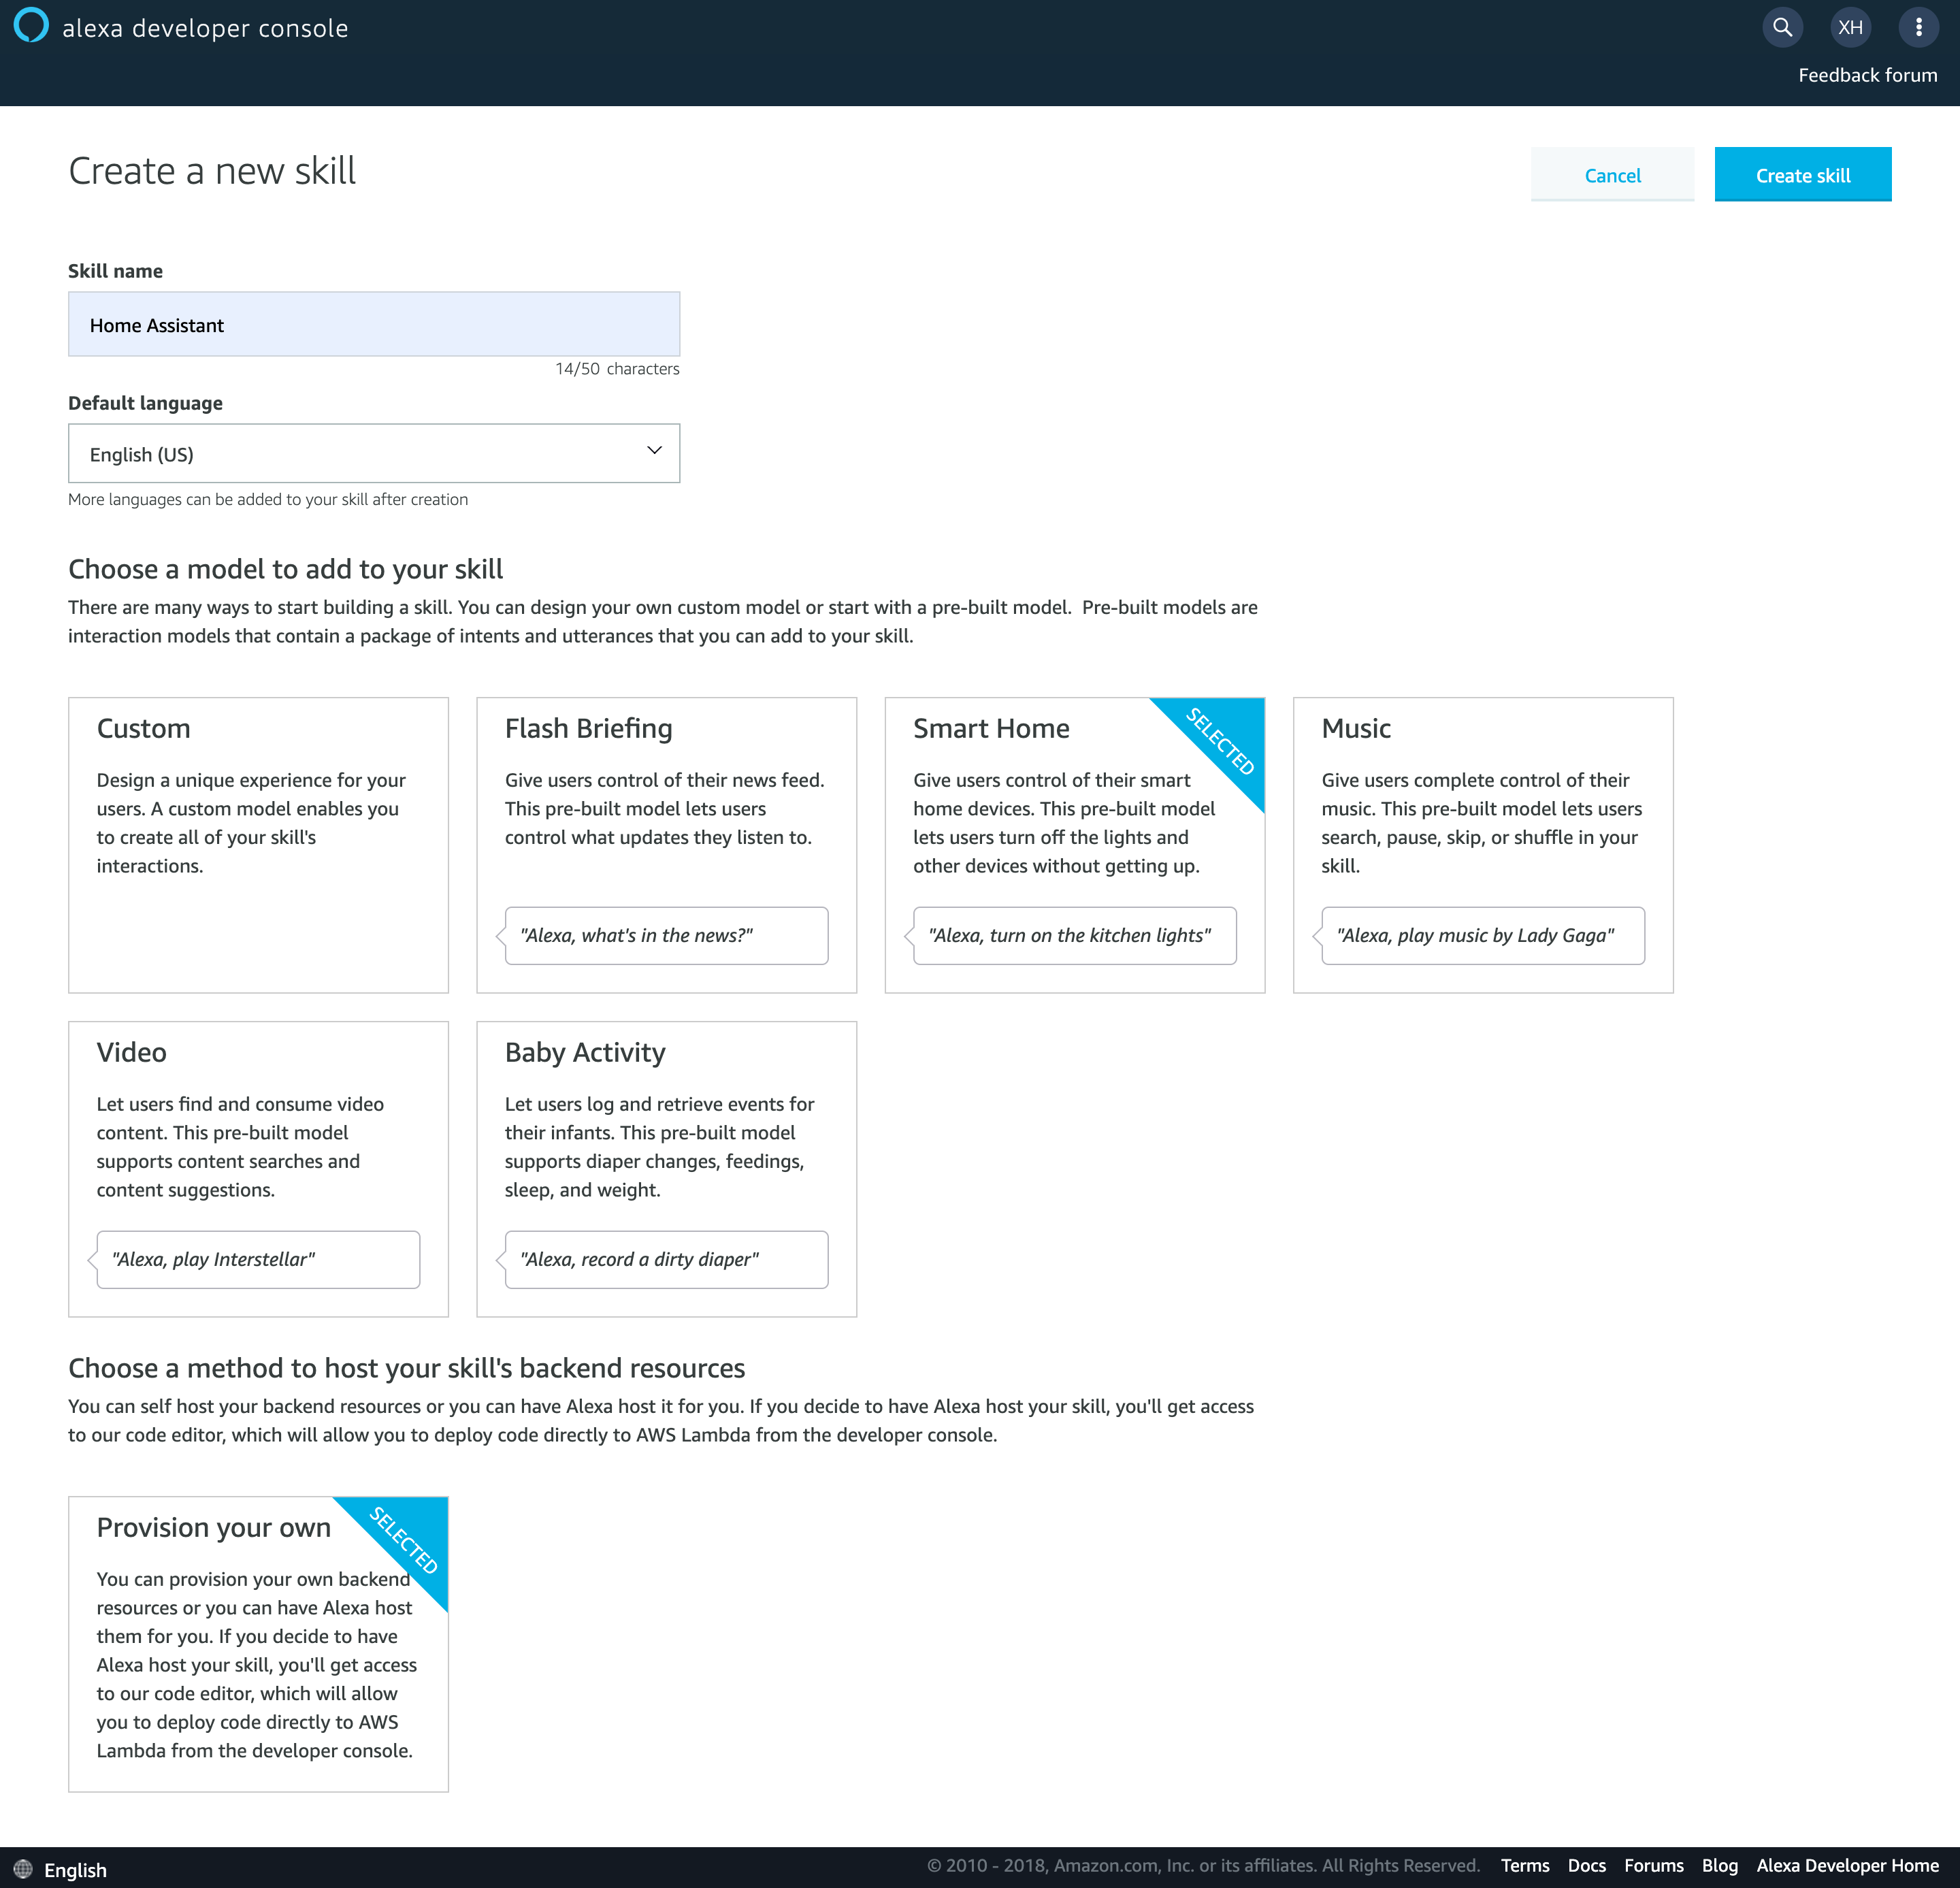 alexa developer console
XH
Feedback forum
Create a new skill
Cancel
Create skill
Skill name
Home Assistant
14/50 characters
Default language
English (US)
More languages can be added to your skill after creation
Choose a model to add to your skill
There are many ways to start building a skill. You can design your own custom model or start with a pre-built model.  Pre-built models are
interaction models that contain a package of intents and utterances that you can add to your skill.
Custom
Design a unique experience for your
users. A custom model enables you
to create all of your skill's
interactions.
Flash Briefing
Give users control of their news feed.
This pre-built model lets users
control what updates they listen to.
"Alexa, what's in the news?"
Smart Home
SELECTED
Give users control of their smart
home devices. This pre-built model
lets users turn off the lights and
other devices without getting up.
"Alexa, turn on the kitchen lights"
Music
Give users complete control of their
music. This pre-built model lets users
search, pause, skip, or shuffle in your
skill.
"Alexa, play music by Lady Gaga"
Video
Let users find and consume video
content. This pre-built model
supports content searches and
content suggestions.
"Alexa, play Interstellar"
Baby Activity
Let users log and retrieve events for
their infants. This pre-built model
supports diaper changes, feedings,
sleep, and weight.
"Alexa, record a dirty diaper"
Choose a method to host your skill's backend resources
You can self host your backend resources or you can have Alexa host it for you. If you decide to have Alexa host your skill, you'll get access
to our code editor, which will allow you to deploy code directly to AWS Lambda from the developer console.
Provision your own
SELECTED
You can provision your own backend
resources or you can have Alexa host
them for you. If you decide to have
Alexa host your skill, you'll get access
to our code editor, which will allow
you to deploy code directly to AWS
Lambda from the developer console.
English
© 2010 - 2018, Amazon.com, Inc. or its affiliates. All Rights Reserved.
Terms
Docs
Forums
Blog
Alexa Developer Home